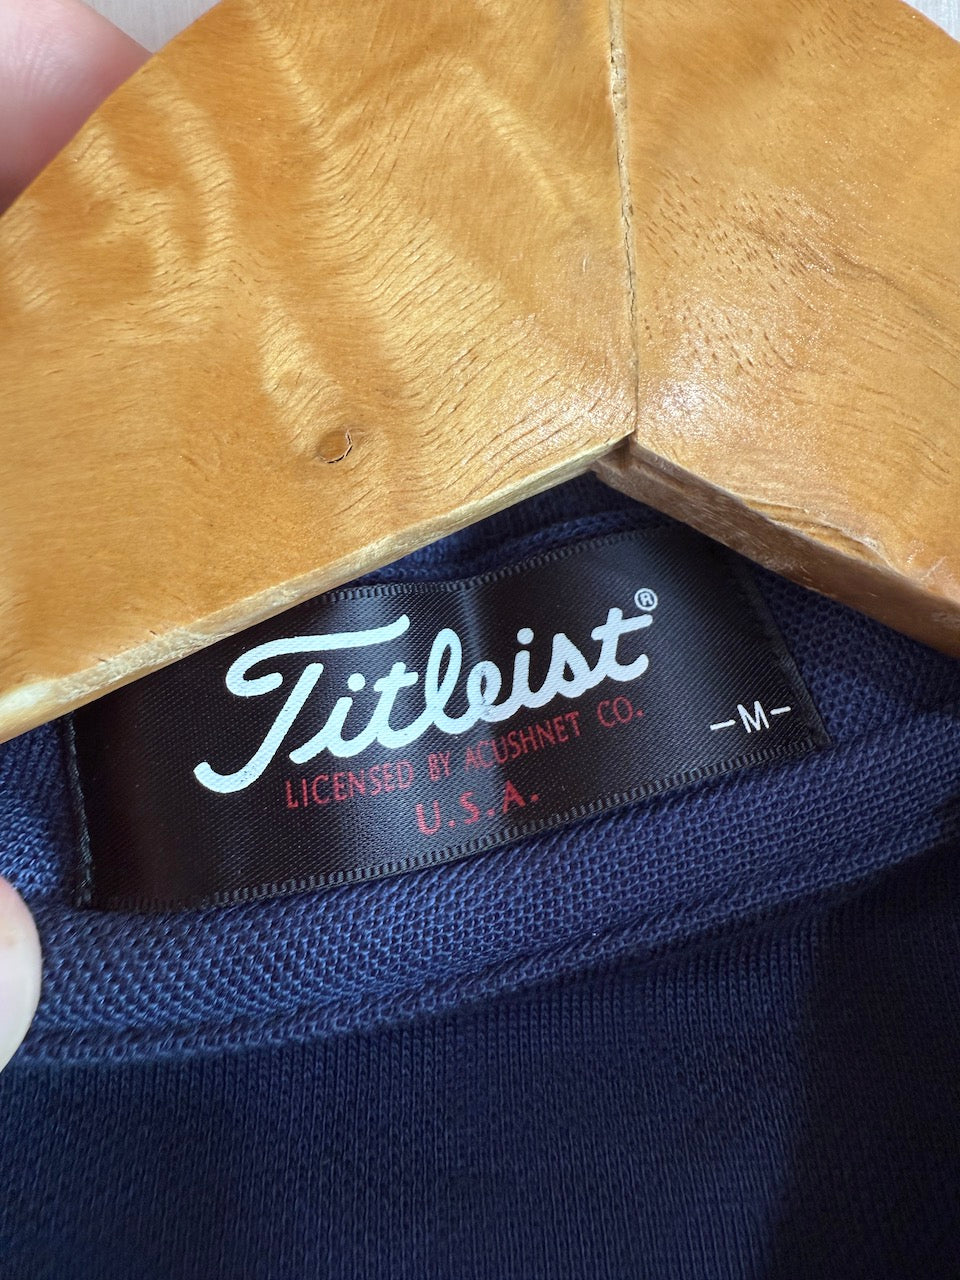 Titleist®
LICENSED BY ACUSHNET CO.
U.S.A.
-M-